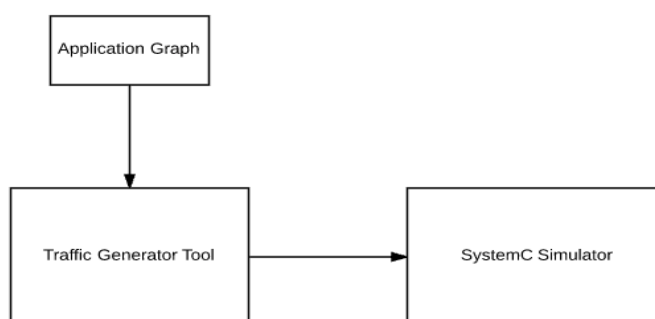 Application Graph
Traffic Generator Tool
SystemC Simulator